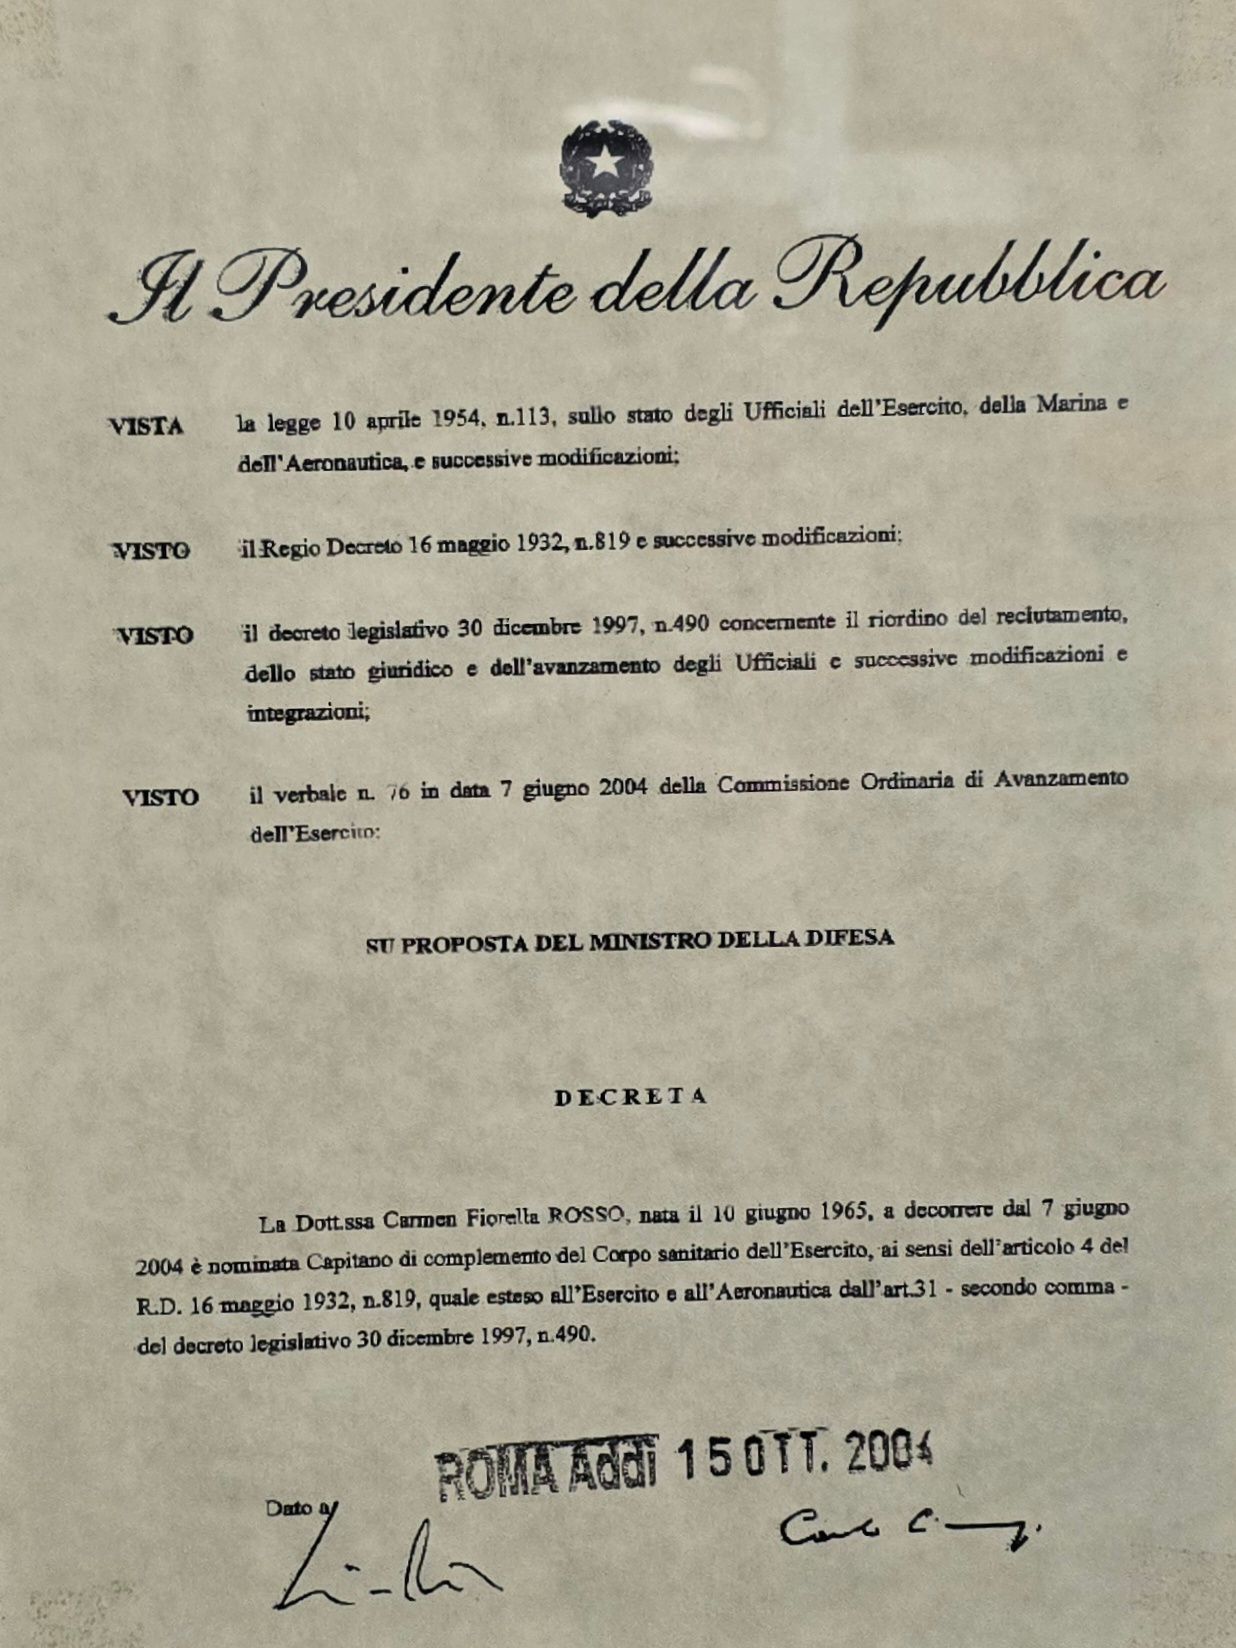 Il Presidente della Repubblica
VISTA la legge 10 aprile 1954, n.113, sullo stato degli Ufficiali dell'Esercito, della Marina e
dell'Aeronautica, e successive modificazioni;
VISTO il Regio Decreto 16 maggio 1932, n.819 e successive modificazioni;
VISTO il decreto legislativo 30 dicembre 1997, n.490 concernente il riordino del reclutamento,
dello stato giuridico e dell'avanzamento degli Ufficiali e successive modificazioni e
integrazioni;
VISTO il verbale n. 76 in data 7 giugno 2004 della Commissione Ordinaria di Avanzamento
dell'Esercito:
SU PROPOSTA DEL MINISTRO DELLA DIFESA
DECRETA
La Dott.ssa Carmen Fiorella ROSSO, nata il 10 giugno 1965, a decorrere dal 7 giugno
2004 è nominata Capitano di complemento del Corpo sanitario dell'Esercito, ai sensi dell'articolo 4 del
R.D. 16 maggio 1932, n.819, quale esteso all'Esercito e all'Aeronautica dall'art.31 - secondo comma -
del decreto legislativo 30 dicembre 1997, n.490.
ROMA Addì 15 OTT. 2004
Dato a